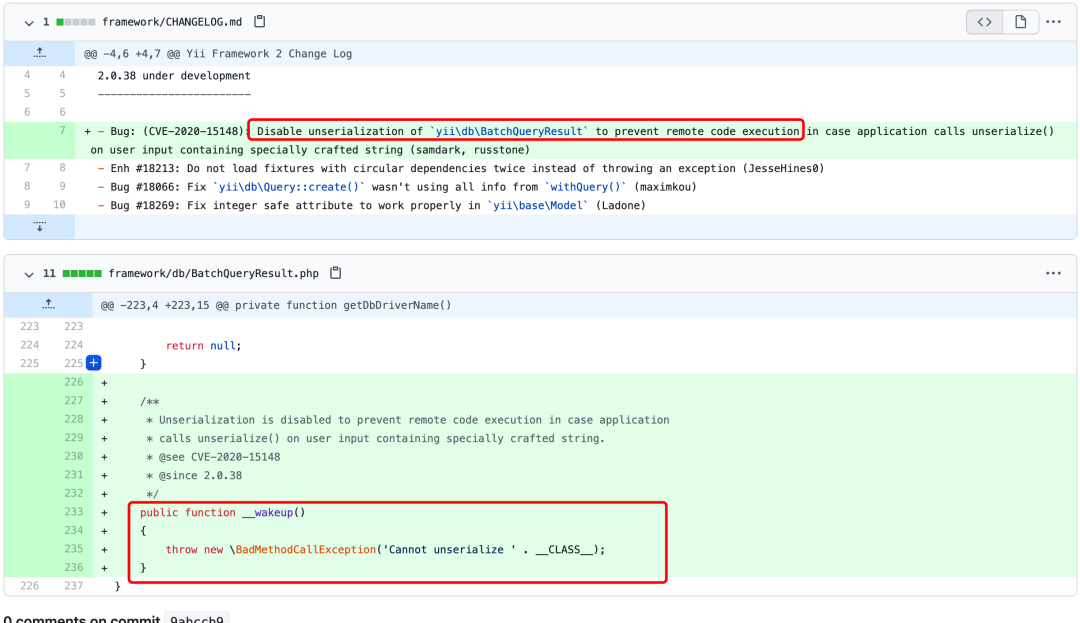 1 framework/CHANGELOG.md
@@ -4,6 +4,7 @@ Yii Framework 2 Change Log
4 4 2.0.38 under development
5 5 ------------------------
6 6
7 + - Bug: (CVE-2020-15148): Disable unserialization of `yii\db\BatchQueryResult` to prevent remote code execution in case application calls unserialize()
on user input containing specially crafted string (samdark, russtone)
7 8 - Enh #18213: Do not load fixtures with circular dependencies twice instead of throwing an exception (JesseHines0)
8 9 - Bug #18066: Fix `yii\db\Query::create()` wasn't using all info from `withQuery()` (maximkou)
9 10 - Bug #18269: Fix integer safe attribute to work properly in `yii\base\Model` (Ladone)
11 framework/db/BatchQueryResult.php
@@ -223,4 +223,15 @@ private function getDbDriverName()
223 223
224 224 return null;
225 225 + }
226 +
227 + /**
228 + * Unserialization is disabled to prevent remote code execution in case application
229 + * calls unserialize() on user input containing specially crafted string.
230 + * @see CVE-2020-15148
231 + * @since 2.0.38
232 + */
233 + public function __wakeup()
234 + {
235 + throw new \BadMethodCallException('Cannot unserialize ' . __CLASS__);
236 + }
226 237 }
0 comments on commit 9abccb9